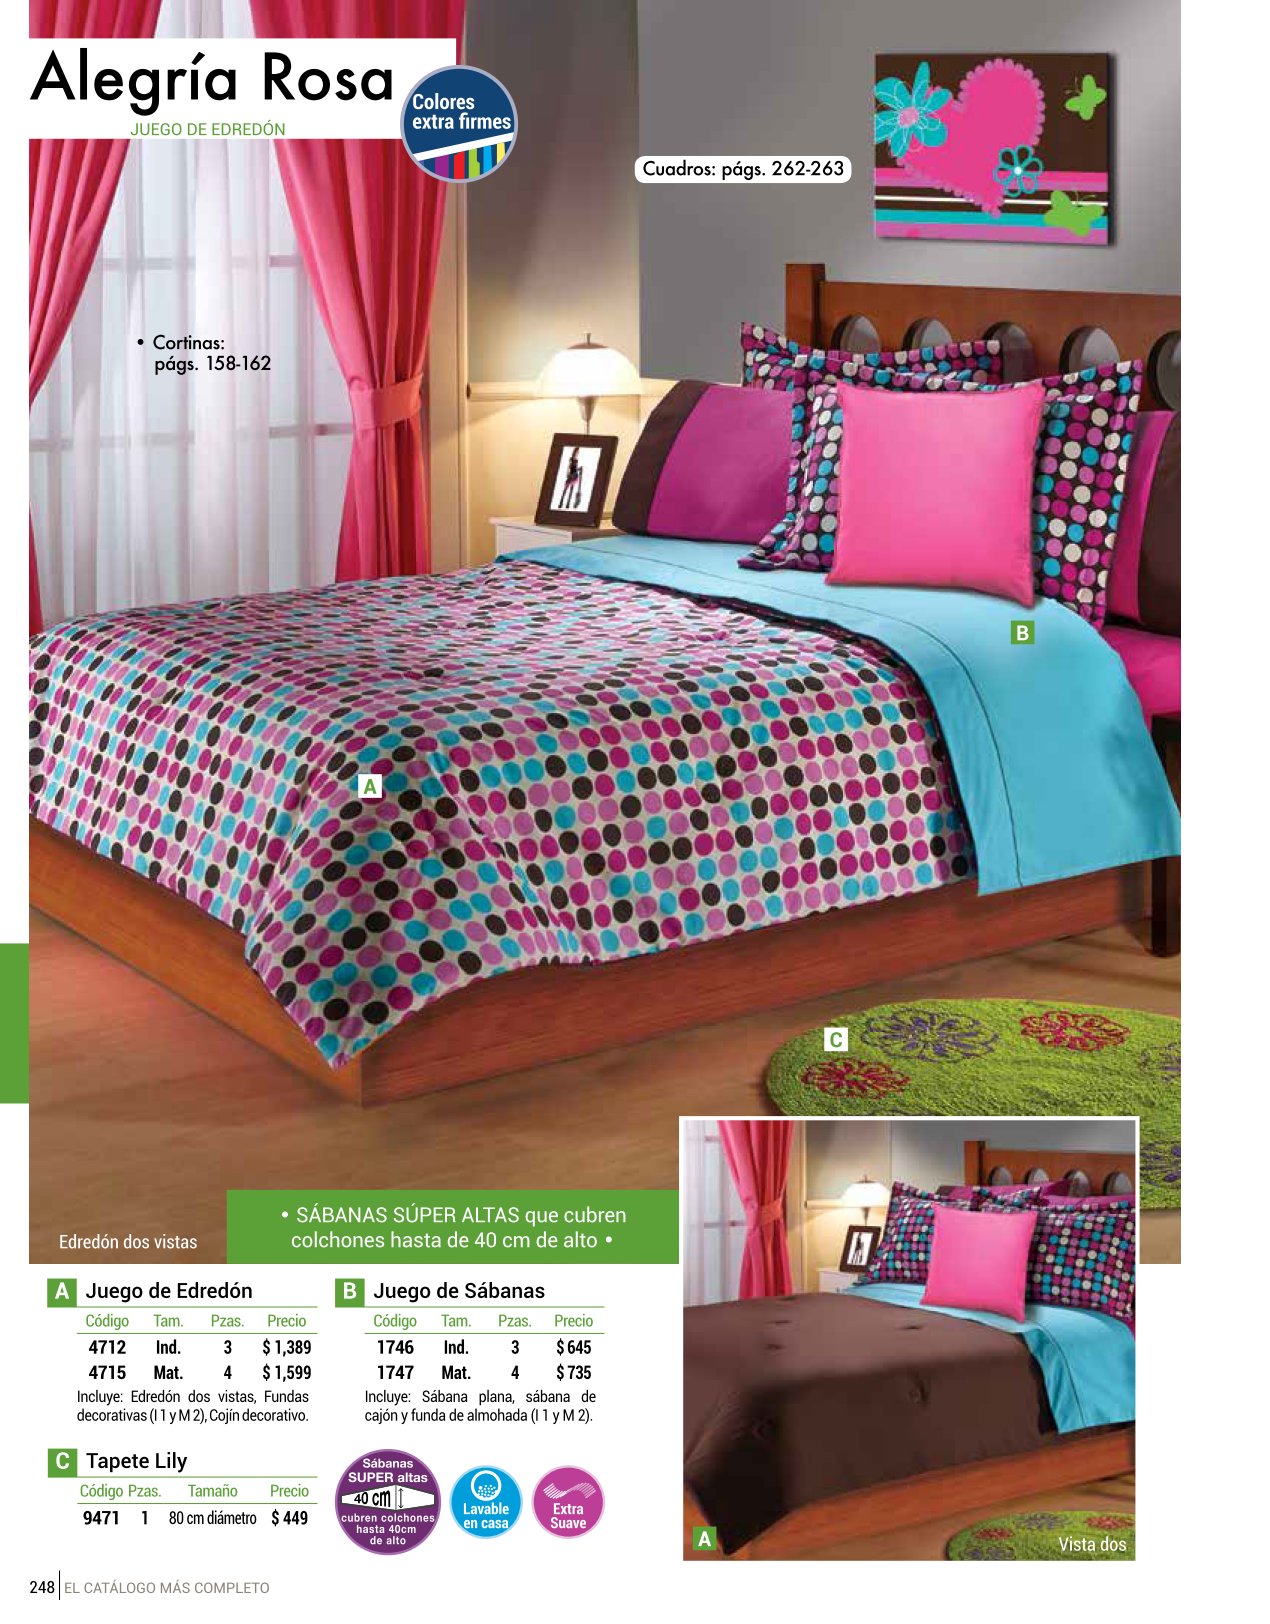 Alegría Rosa
JUEGO DE EDREDÓN
Colores
extra firmes
Cuadros: págs. 262-263
• Cortinas:
págs. 158-162
B
A
C
• SÁBANAS SÚPER ALTAS que cubren
colchones hasta de 40 cm de alto •
Edredón dos vistas
A Juego de Edredón
Código Tam. Pzas. Precio
4712 Ind. 3 $ 1,389
4715 Mat. 4 $ 1,599
Incluye: Edredón dos vistas, Fundas
decorativas (I 1 y M 2), Cojín decorativo.
B Juego de Sábanas
Código Tam. Pzas. Precio
1746 Ind. 3 $ 645
1747 Mat. 4 $ 735
Incluye: Sábana plana, sábana de
cajón y funda de almohada (I 1 y M 2).
C Tapete Lily
Código Pzas. Tamaño Precio
9471 1 80 cm diámetro $ 449
Sábanas
SUPER altas
40 cm
cubren colchones
hasta 40cm
de alto
Lavable
en casa
Extra
Suave
A
Vista dos
248 EL CATÁLOGO MÁS COMPLETO